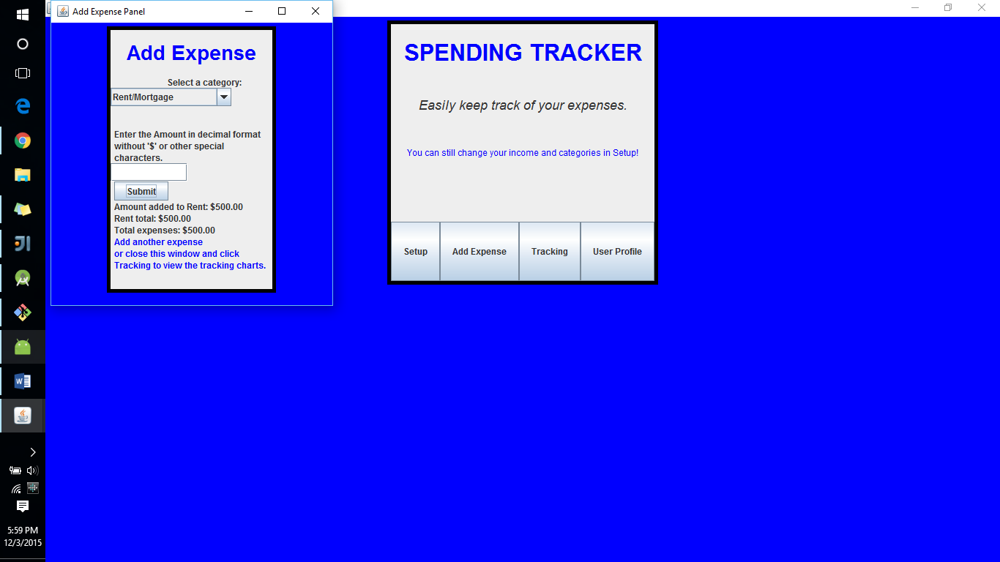 Add Expense Panel
Add Expense
Select a category:
Rent/Mortgage
Enter the Amount in decimal format
without '$' or other special
characters.
Submit
Amount added to Rent: $500.00
Rent total: $500.00
Total expenses: $500.00
Add another expense
or close this window and click
Tracking to view the tracking charts.
SPENDING TRACKER
Easily keep track of your expenses.
You can still change your income and categories in Setup!
Setup
Add Expense
Tracking
User Profile
5:59 PM
12/3/2015